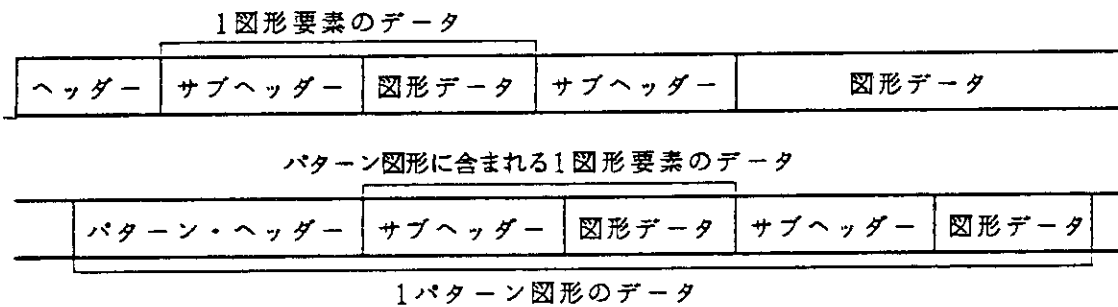 1図形要素のデータ
ヘッダー サブヘッダー 図形データ サブヘッダー 図形データ
パターン図形に含まれる1図形要素のデータ
パターン・ヘッダー サブヘッダー 図形データ サブヘッダー 図形データ
1パターン図形のデータ